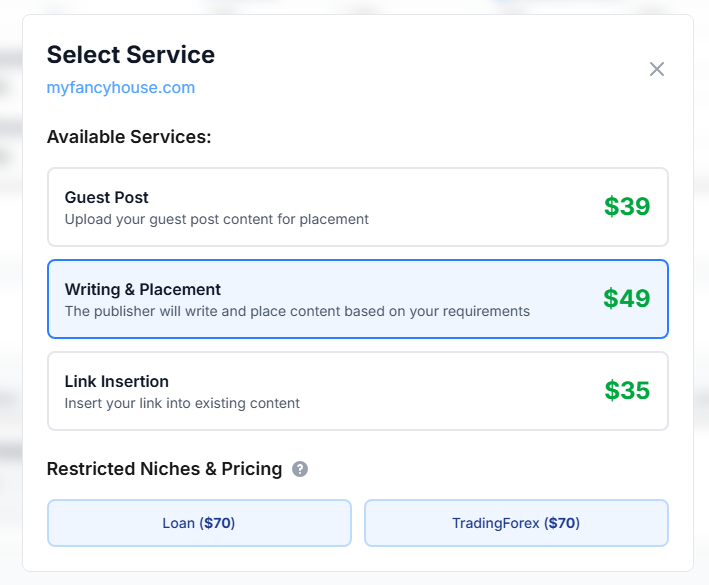 Select Service
myfancyhouse.com
Available Services:
Guest Post
$39
Upload your guest post content for placement
Writing & Placement
$49
The publisher will write and place content based on your requirements
Link Insertion
$35
Insert your link into existing content
Restricted Niches & Pricing ?
Loan ($70)
TradingForex ($70)